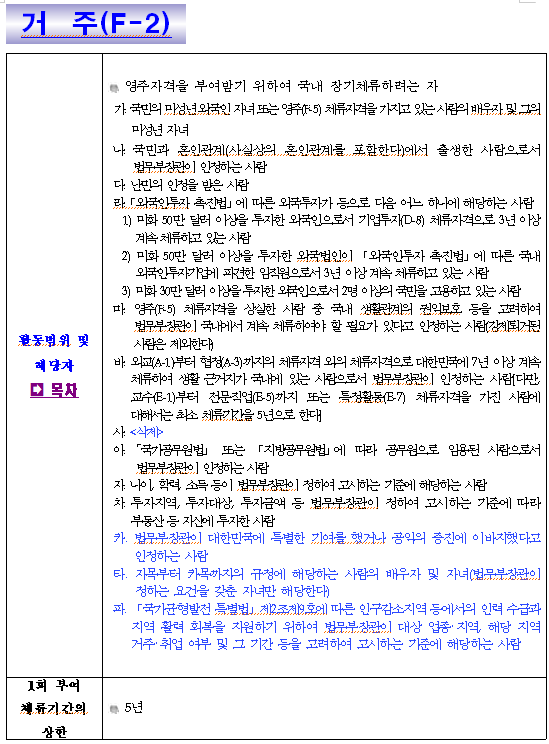 거 주(F-2)
활동범위 및
해당자
목차
영주자격을 부여받기 위하여 국내 장기체류하려는 자
가. 국민의 미성년 외국인 자녀 또는 영주(F-5) 체류자격을 가지고 있는 사람의 배우자 및 그의
미성년 자녀
나. 국민과 혼인관계(사실상의 혼인관계를 포함한다)에서 출생한 사람으로서
법무부장관이 인정하는 사람
다. 난민의 인정을 받은 사람
라. 「외국인투자 촉진법」에 따른 외국투자가 등으로 다음 어느 하나에 해당하는 사람
1) 미화 50만 달러 이상을 투자한 외국인으로서 기업투자(D-8) 체류자격으로 3년 이상
계속 체류하고 있는 사람
2) 미화 50만 달러 이상을 투자한 외국법인이 「외국인투자 촉진법」에 따른 국내
외국인투자기업에 파견한 임직원으로서 3년 이상 계속 체류하고 있는 사람
3) 미화 30만 달러 이상을 투자한 외국인으로서 2명 이상의 국민을 고용하고 있는 사람
마. 영주(F-5) 체류자격을 상실한 사람 중 국내 생활관계의 권익보호 등을 고려하여
법무부장관이 국내에서 계속 체류하여야 할 필요가 있다고 인정하는 사람(강제퇴거된
사람은 제외한다)
바. 외교(A-1)부터 협정(A-3)까지의 체류자격 외의 체류자격으로 대한민국에 7년 이상 계속
체류하여 생활 근거지가 국내에 있는 사람으로서 법무부장관이 인정하는 사람[다만,
교수(E-1)부터 전문직업(E-5)까지 또는 특정활동(E-7) 체류자격을 가진 사람에
대해서는 최소 체류기간을 5년으로 한다]
사. <삭제>
아. 「국가공무원법」 또는 「지방공무원법」에 따라 공무원으로 임용된 사람으로서
법무부장관이 인정하는 사람
자. 나이, 학력, 소득 등이 법무부장관이 정하여 고시하는 기준에 해당하는 사람
차. 투자지역, 투자대상, 투자금액 등 법무부장관이 정하여 고시하는 기준에 따라
부동산 등 자산에 투자한 사람
카. 법무부장관이 대한민국에 특별한 기여를 했거나 공익의 증진에 이바지했다고
인정하는 사람
타. 자목부터 카목까지의 규정에 해당하는 사람의 배우자 및 자녀(법무부장관이
정하는 요건을 갖춘 자녀만 해당한다)
파. 「국가균형발전 특별법」 제2조제9호에 따른 인구감소지역 등에서의 인력 수급과
지역 활력 회복을 지원하기 위하여 법무부장관이 대상 업종·지역, 해당 지역
거주·취업 여부 및 그 기간 등을 고려하여 고시하는 기준에 해당하는 사람
1회 부여
체류기간의
상한
5년